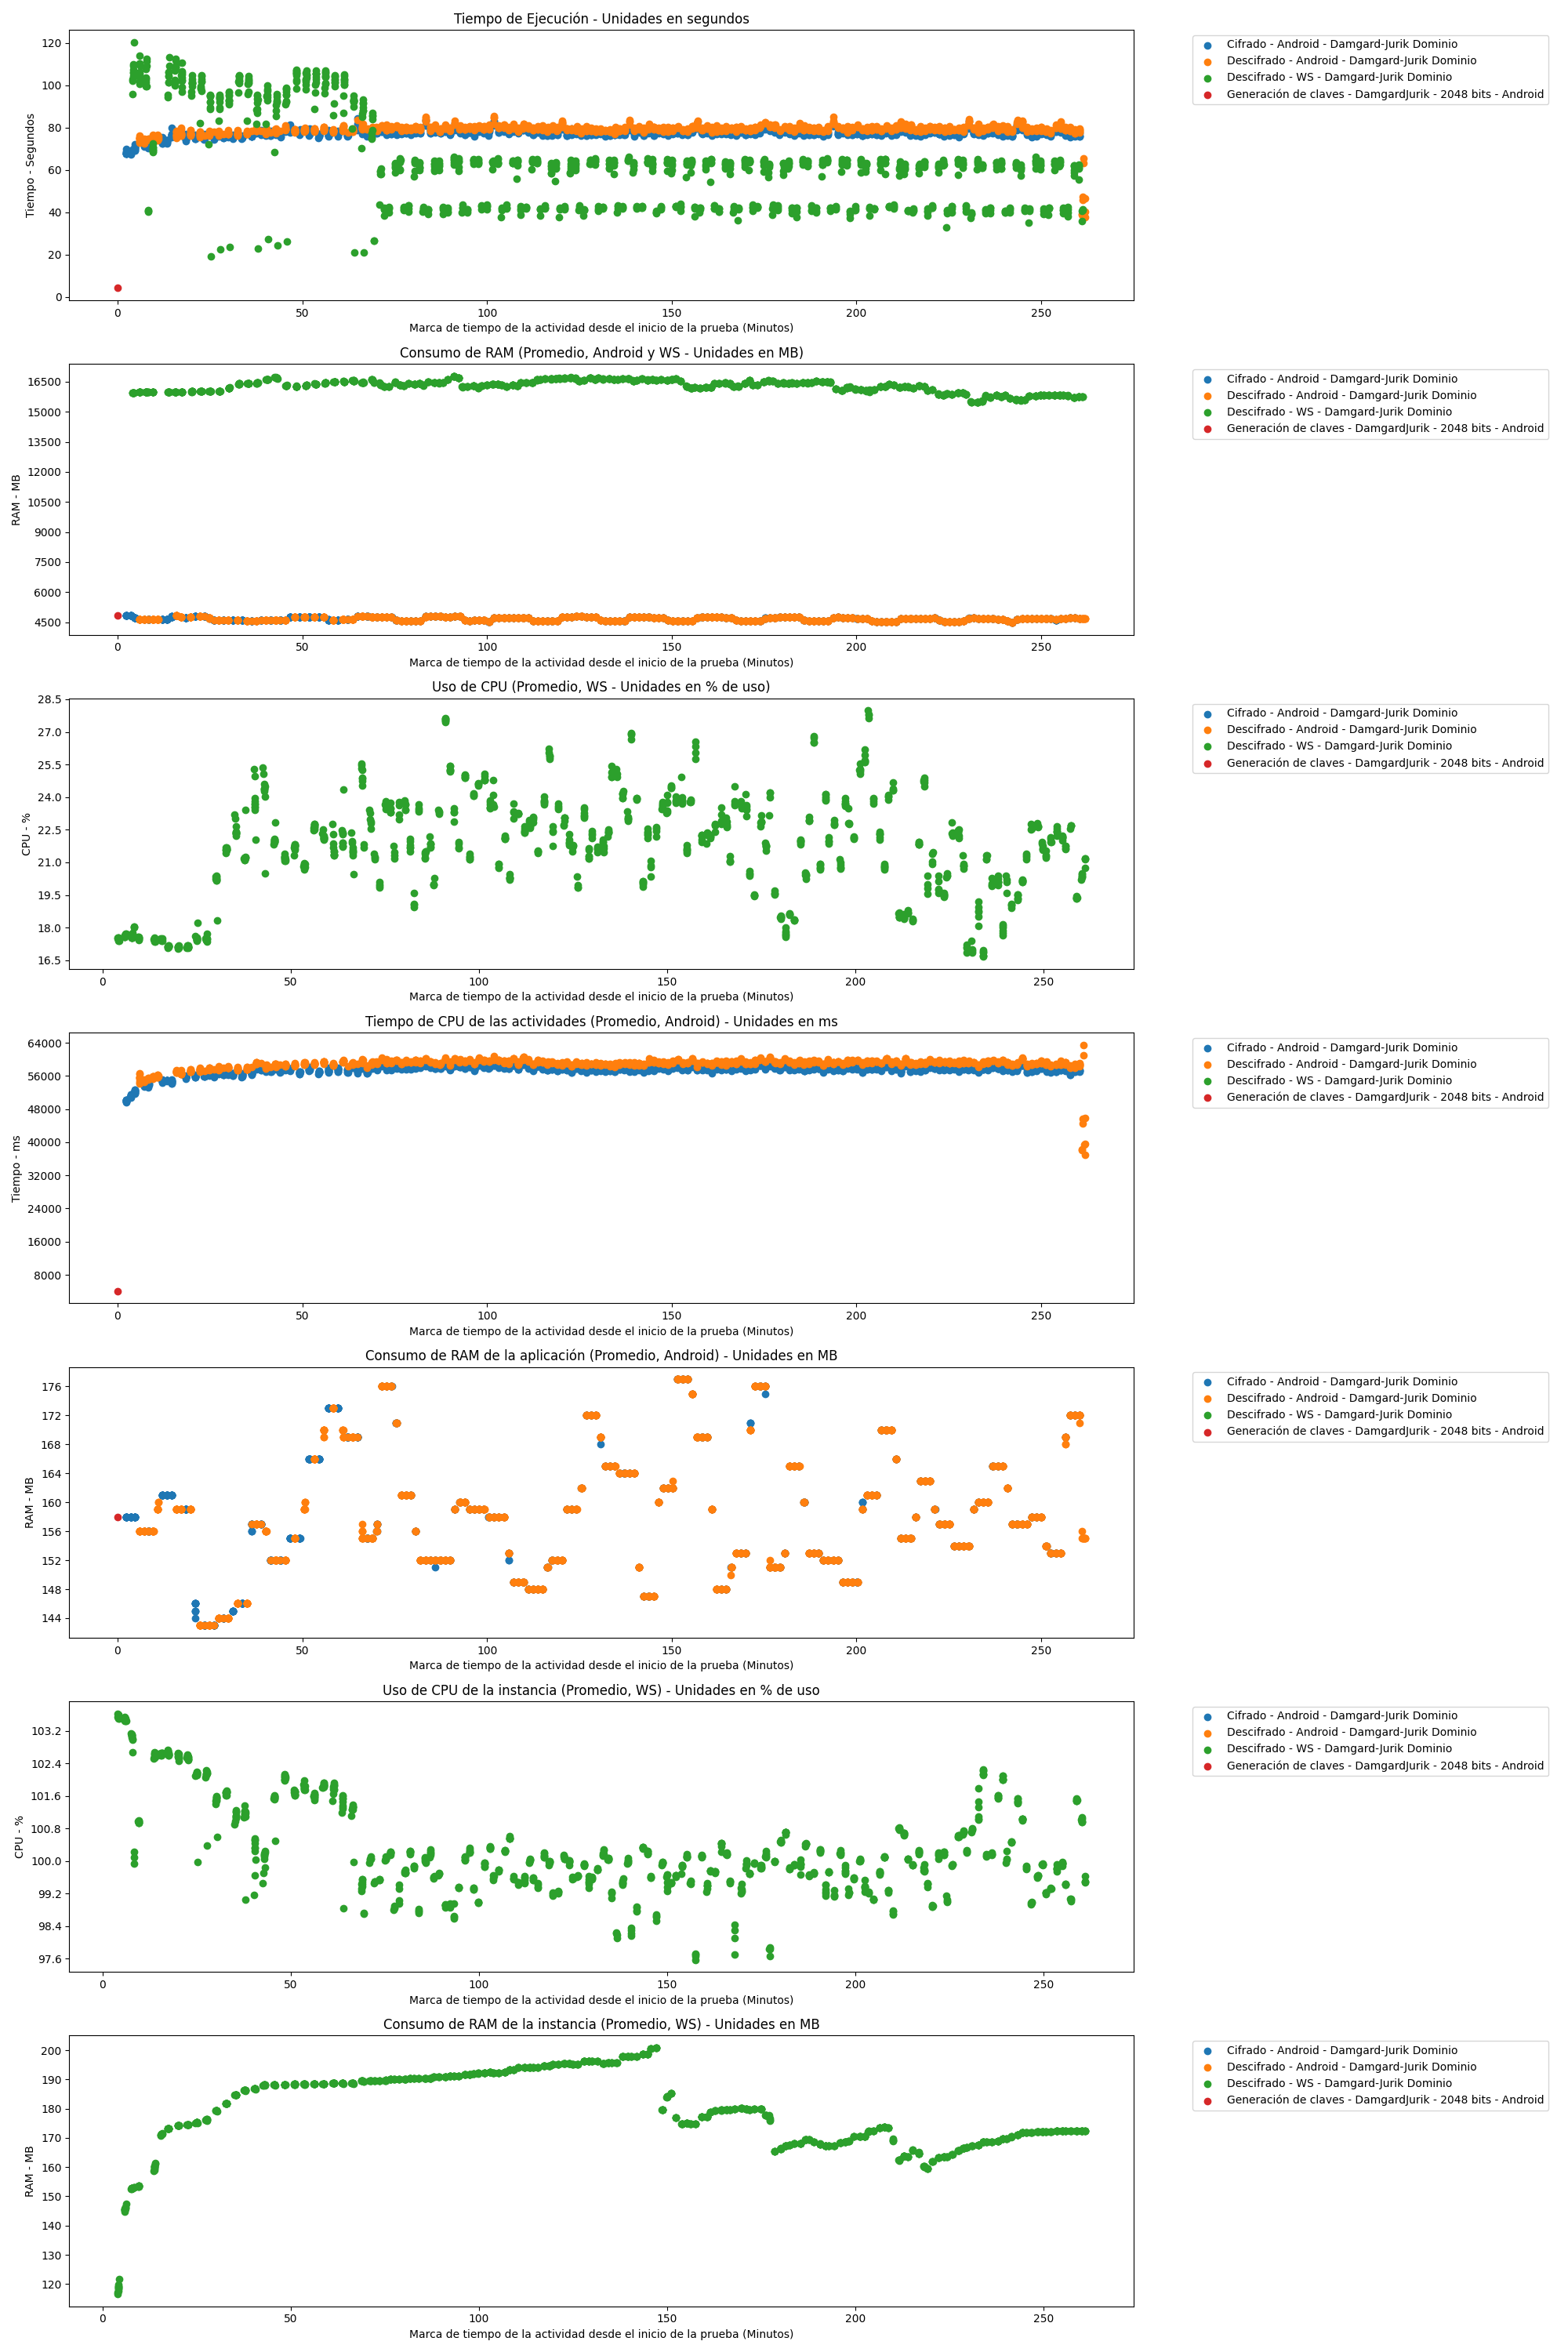 Tiempo de Ejecución - Unidades en segundos
120
100
80
60
40
20
0
Tiempo - Segundos
0 50 100 150 200 250
Marca de tiempo de la actividad desde el inicio de la prueba (Minutos)
Cifrado - Android - Damgard-Jurik Dominio
Descifrado - Android - Damgard-Jurik Dominio
Descifrado - WS - Damgard-Jurik Dominio
Generación de claves - DamgardJurik - 2048 bits - Android
Consumo de RAM (Promedio, Android y WS - Unidades en MB)
16500
15000
13500
12000
10500
9000
7500
6000
4500
RAM - MB
0 50 100 150 200 250
Marca de tiempo de la actividad desde el inicio de la prueba (Minutos)
Cifrado - Android - Damgard-Jurik Dominio
Descifrado - Android - Damgard-Jurik Dominio
Descifrado - WS - Damgard-Jurik Dominio
Generación de claves - DamgardJurik - 2048 bits - Android
Uso de CPU (Promedio, WS - Unidades en % de uso)
28.5
27.0
25.5
24.0
22.5
21.0
19.5
18.0
16.5
CPU - %
0 50 100 150 200 250
Marca de tiempo de la actividad desde el inicio de la prueba (Minutos)
Cifrado - Android - Damgard-Jurik Dominio
Descifrado - Android - Damgard-Jurik Dominio
Descifrado - WS - Damgard-Jurik Dominio
Generación de claves - DamgardJurik - 2048 bits - Android
Tiempo de CPU de las actividades (Promedio, Android) - Unidades en ms
64000
56000
48000
40000
32000
24000
16000
8000
Tiempo - ms
0 50 100 150 200 250
Marca de tiempo de la actividad desde el inicio de la prueba (Minutos)
Cifrado - Android - Damgard-Jurik Dominio
Descifrado - Android - Damgard-Jurik Dominio
Descifrado - WS - Damgard-Jurik Dominio
Generación de claves - DamgardJurik - 2048 bits - Android
Consumo de RAM de la aplicación (Promedio, Android) - Unidades en MB
176
172
168
164
160
156
152
148
144
RAM - MB
0 50 100 150 200 250
Marca de tiempo de la actividad desde el inicio de la prueba (Minutos)
Cifrado - Android - Damgard-Jurik Dominio
Descifrado - Android - Damgard-Jurik Dominio
Descifrado - WS - Damgard-Jurik Dominio
Generación de claves - DamgardJurik - 2048 bits - Android
Uso de CPU de la instancia (Promedio, WS) - Unidades en % de uso
103.2
102.4
101.6
100.8
100.0
99.2
98.4
97.6
CPU - %
0 50 100 150 200 250
Marca de tiempo de la actividad desde el inicio de la prueba (Minutos)
Cifrado - Android - Damgard-Jurik Dominio
Descifrado - Android - Damgard-Jurik Dominio
Descifrado - WS - Damgard-Jurik Dominio
Generación de claves - DamgardJurik - 2048 bits - Android
Consumo de RAM de la instancia (Promedio, WS) - Unidades en MB
200
190
180
170
160
150
140
130
120
RAM - MB
0 50 100 150 200 250
Marca de tiempo de la actividad desde el inicio de la prueba (Minutos)
Cifrado - Android - Damgard-Jurik Dominio
Descifrado - Android - Damgard-Jurik Dominio
Descifrado - WS - Damgard-Jurik Dominio
Generación de claves - DamgardJurik - 2048 bits - Android